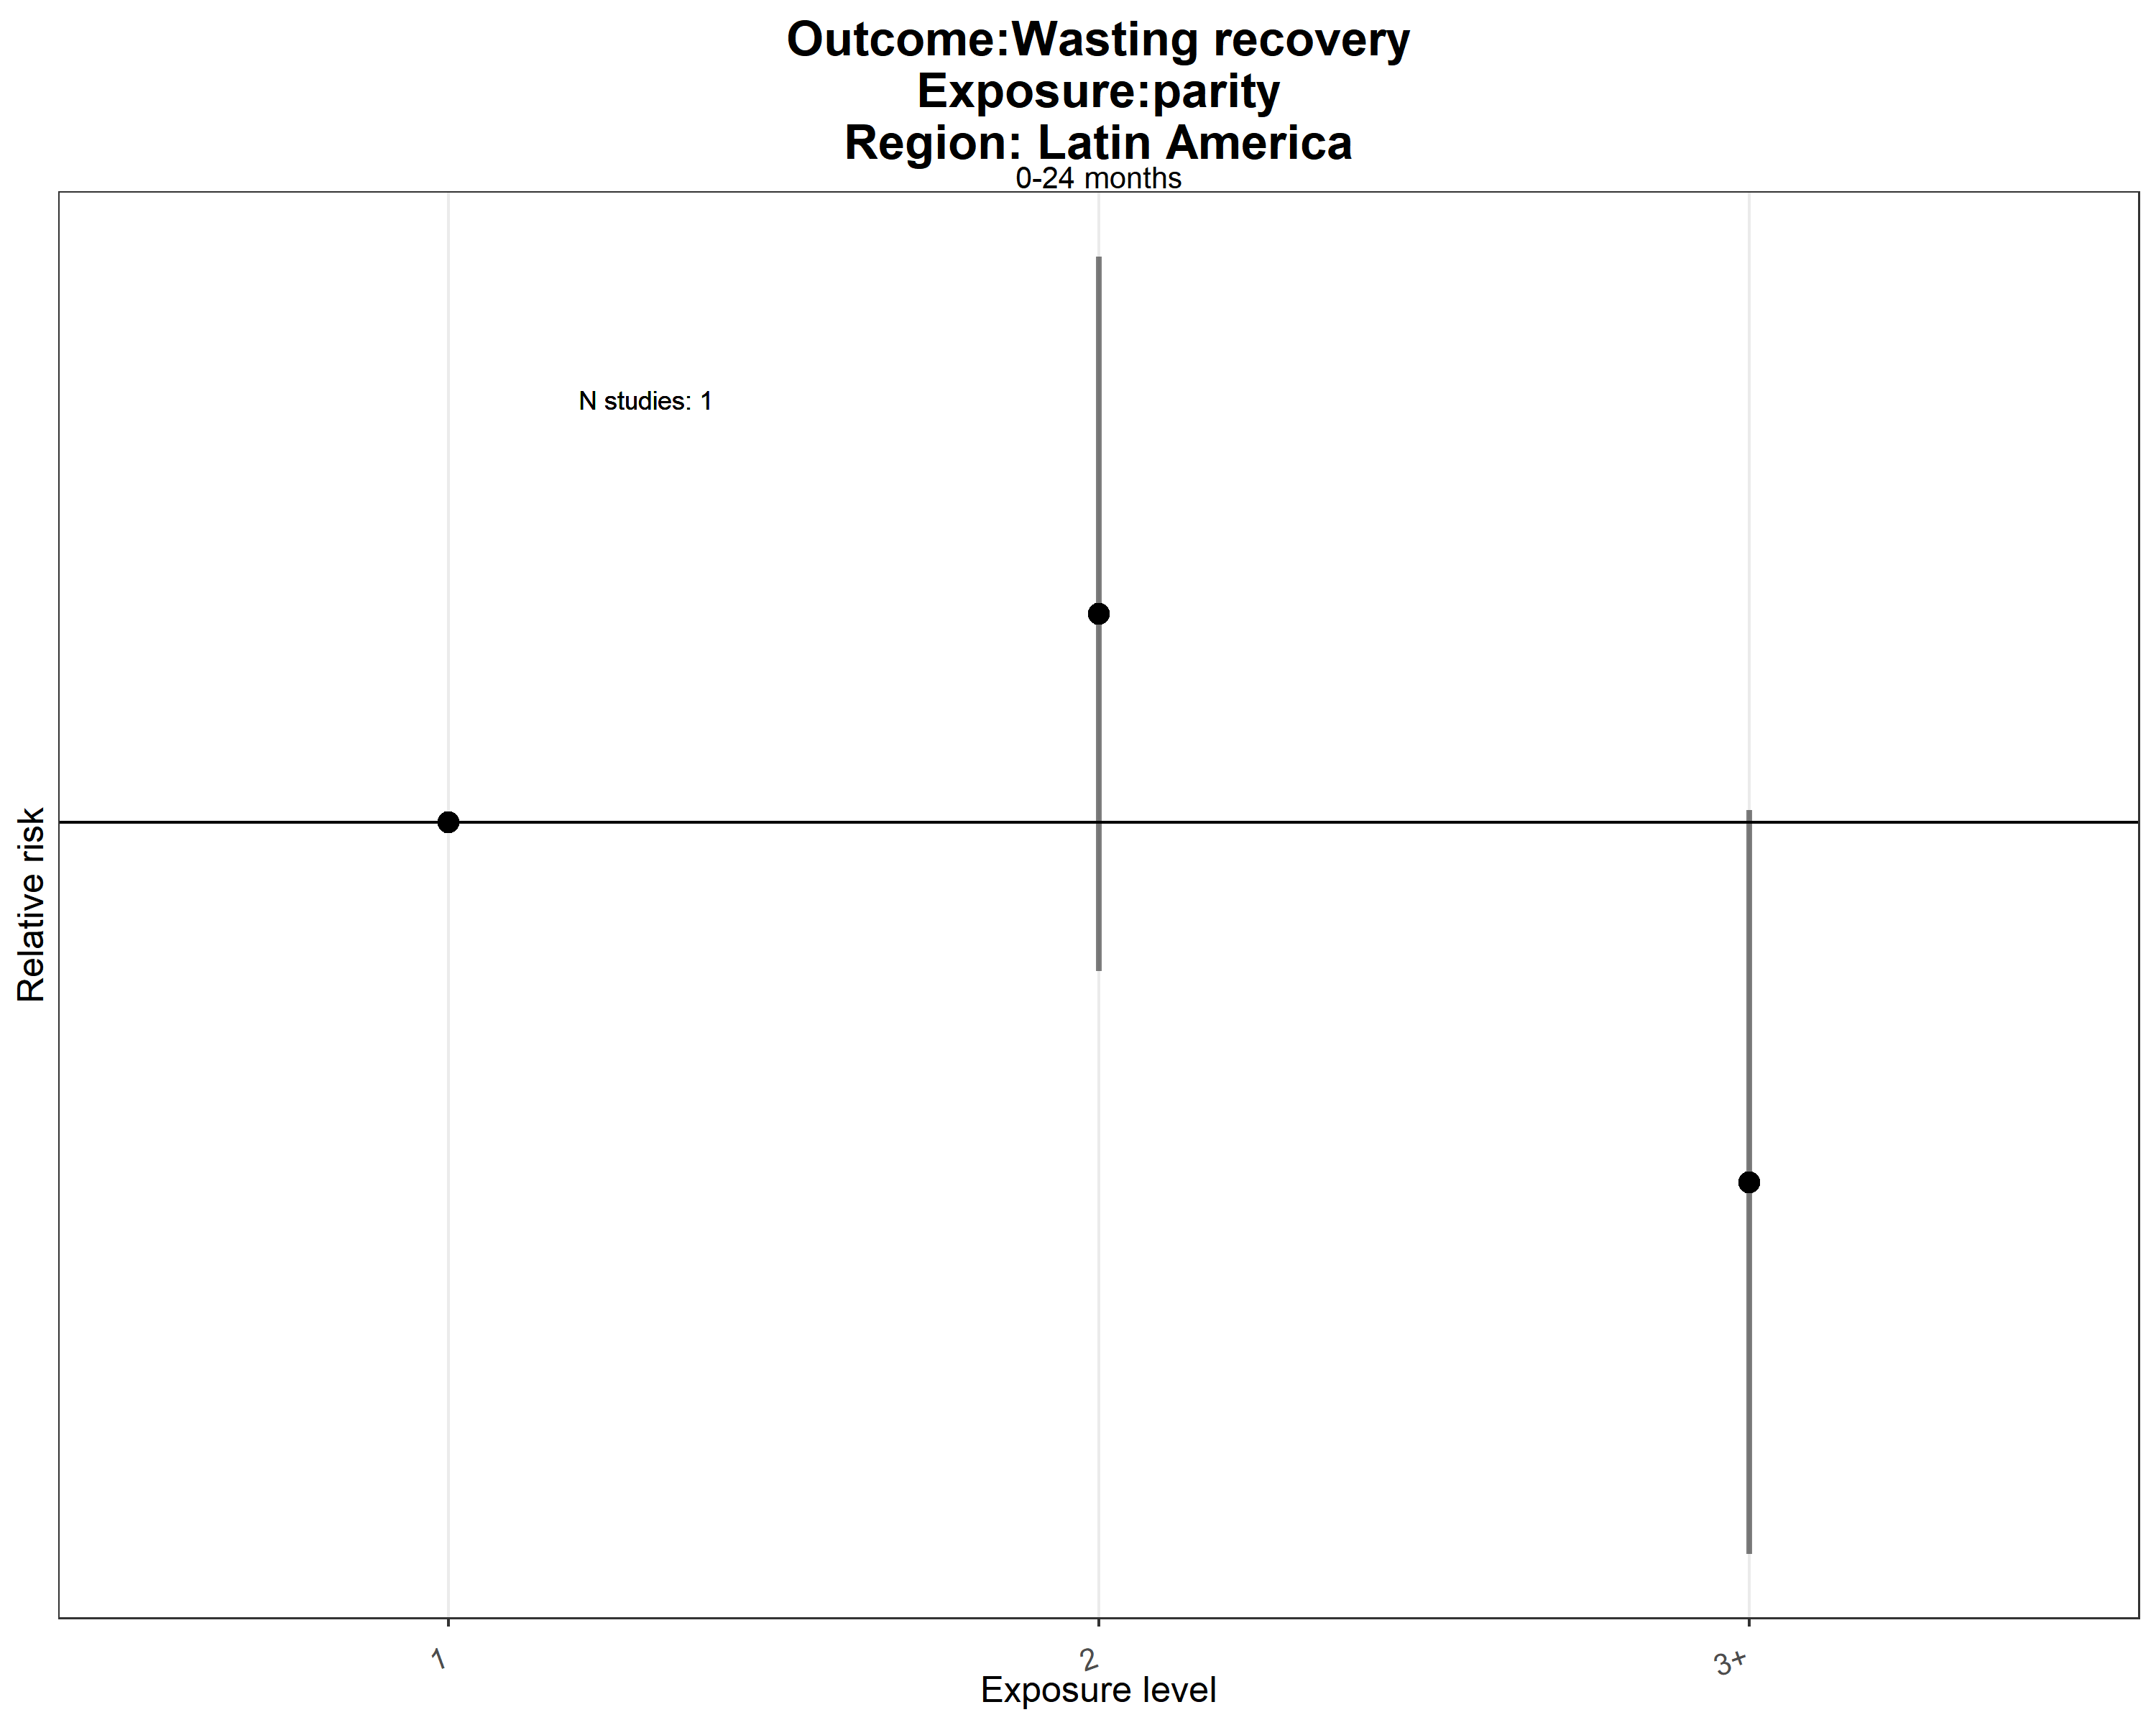 Outcome:Wasting recovery
Exposure:parity
Region: Latin America
0-24 months
N studies: 1
Relative risk
1
2
3+
Exposure level